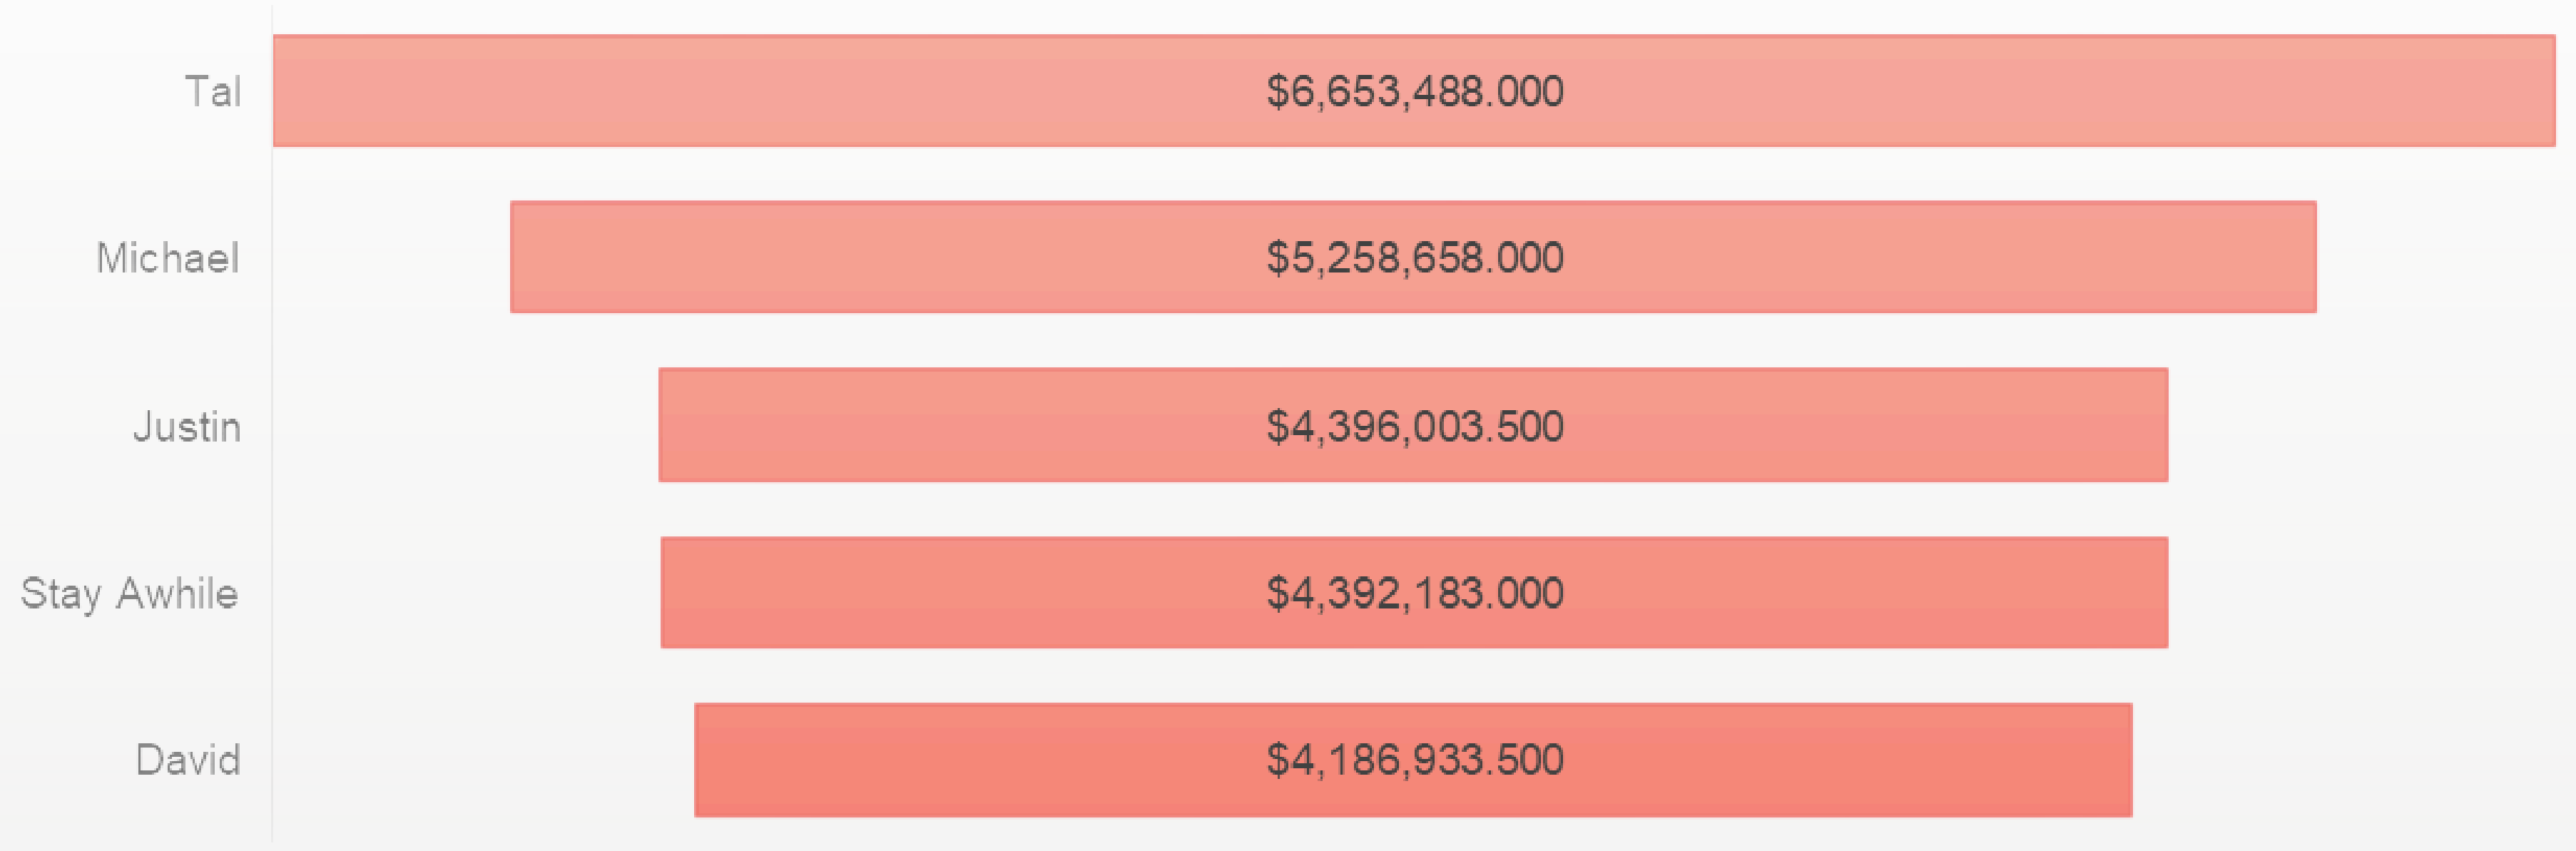 Tal $6,653,488.000
Michael $5,258,658.000
Justin $4,396,003.500
Stay Awhile $4,392,183.000
David $4,186,933.500